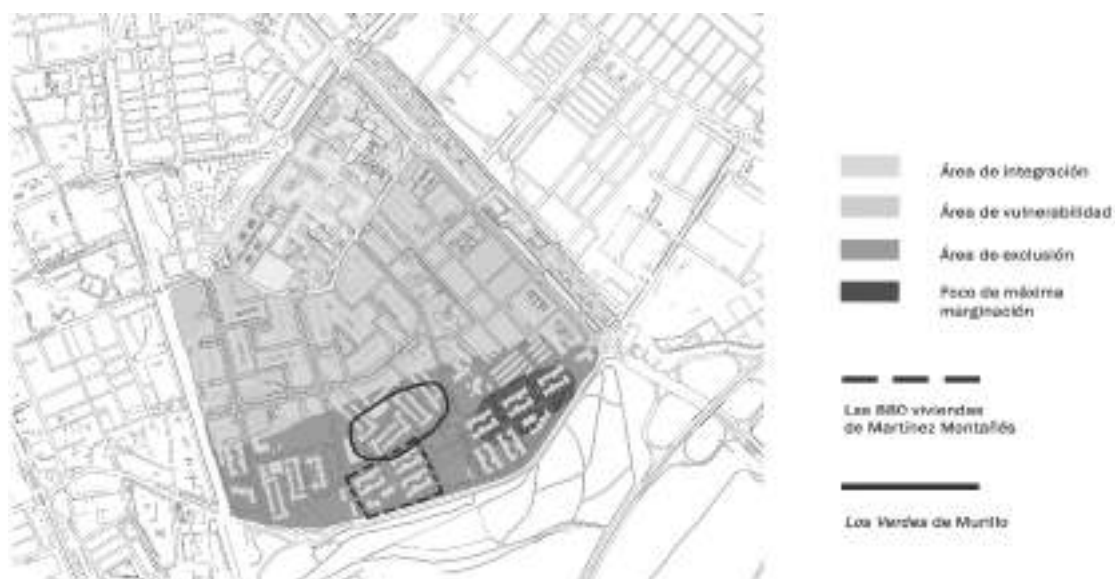 Área de integración
Área de vulnerabilidad
Área de exclusión
Foco de máxima
marginación
Las 880 viviendas
de Martínez Montañés
Los Verdes de Murillo